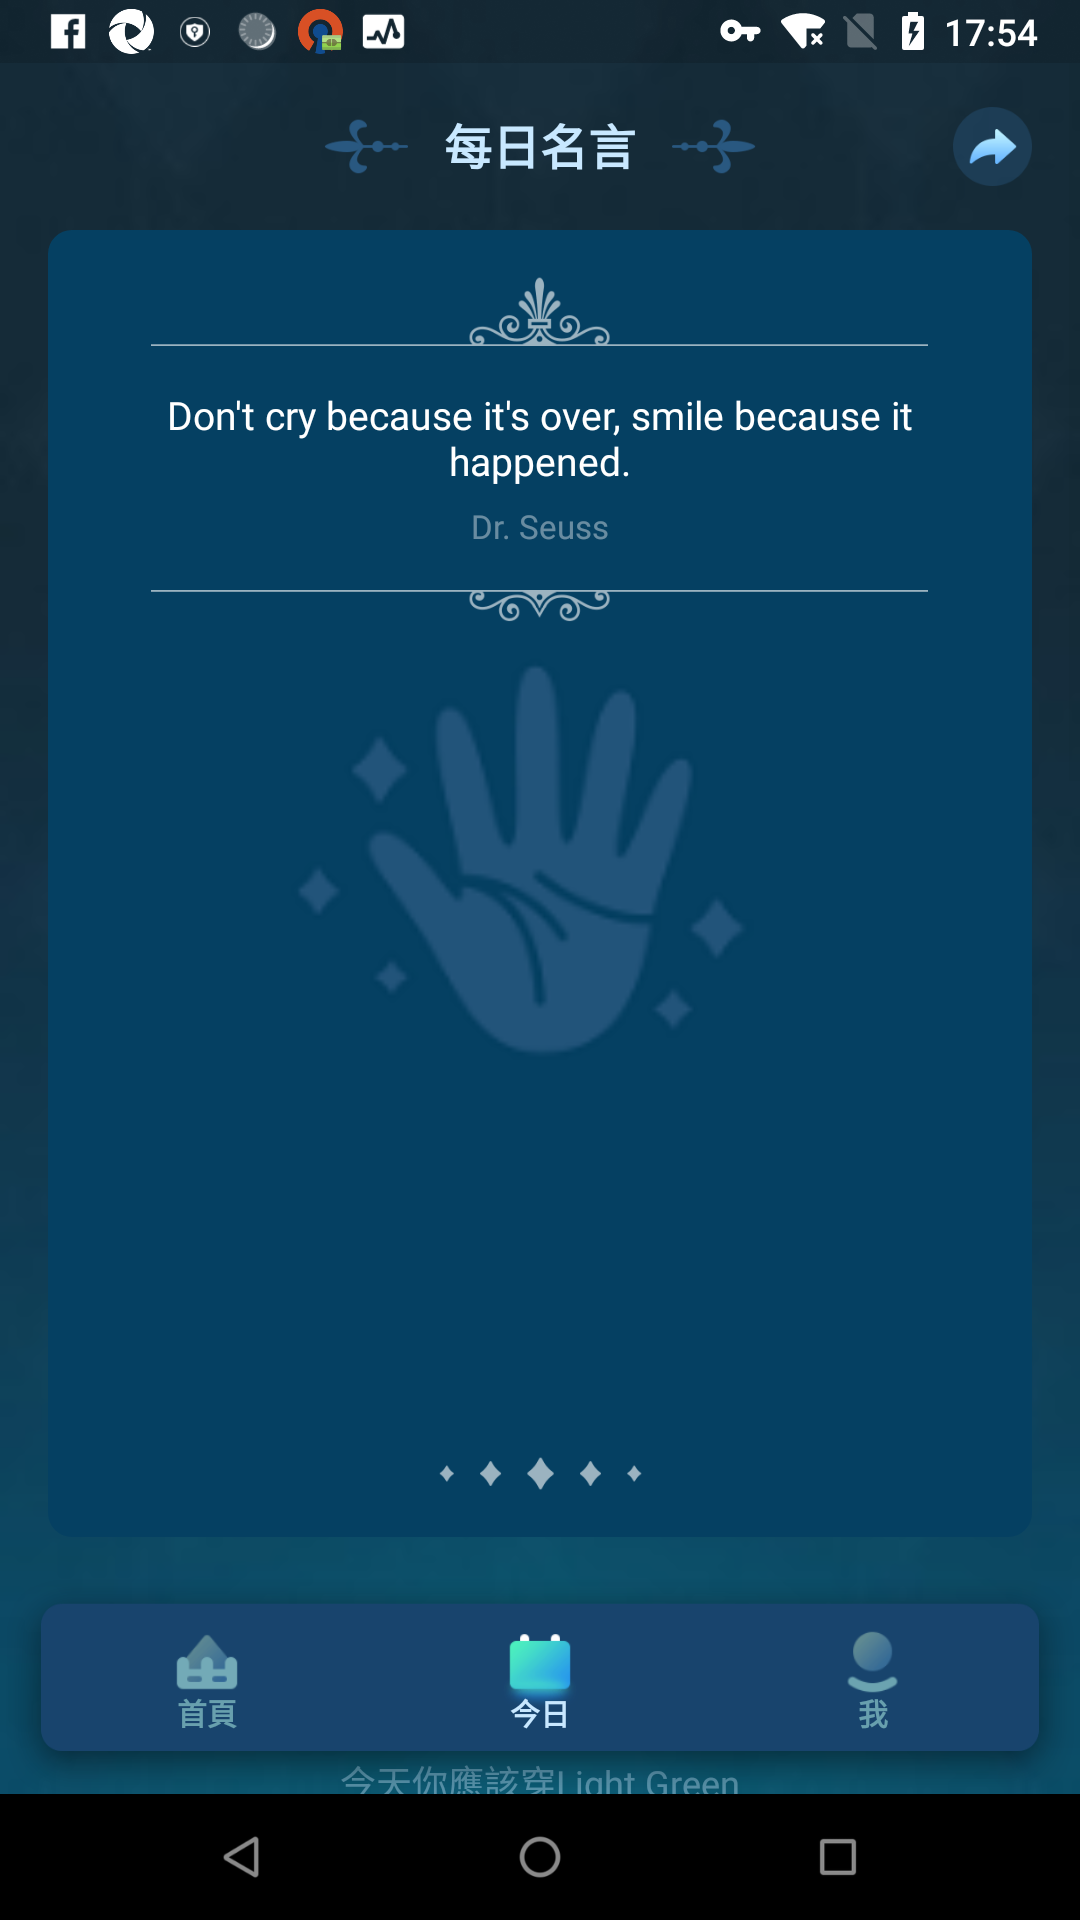 17:54
每日名言
Don't cry because it's over, smile because it
happened.
Dr. Seuss
首頁
今日
我
今天你應該穿Light Green